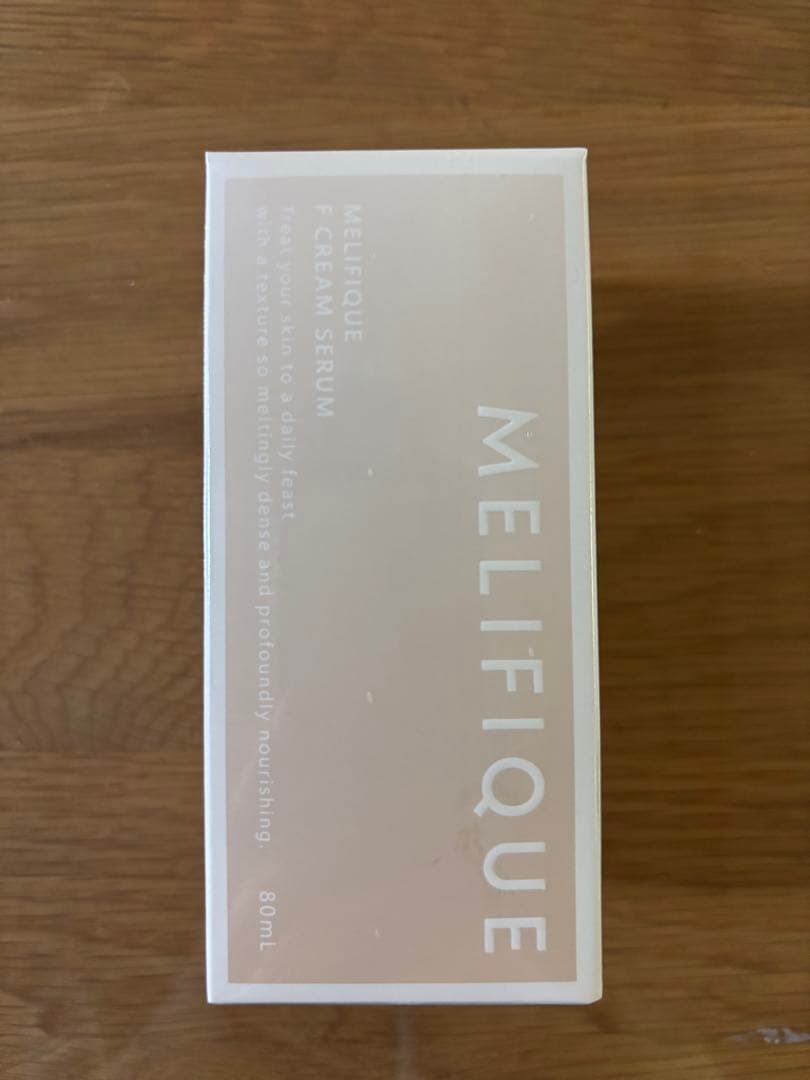 MELIFIQUE
MELIFIQUE
F CREAM SERUM
Treat your skin to a daily feast
with a texture so meltingly dense and profoundly nourishing.
80mL